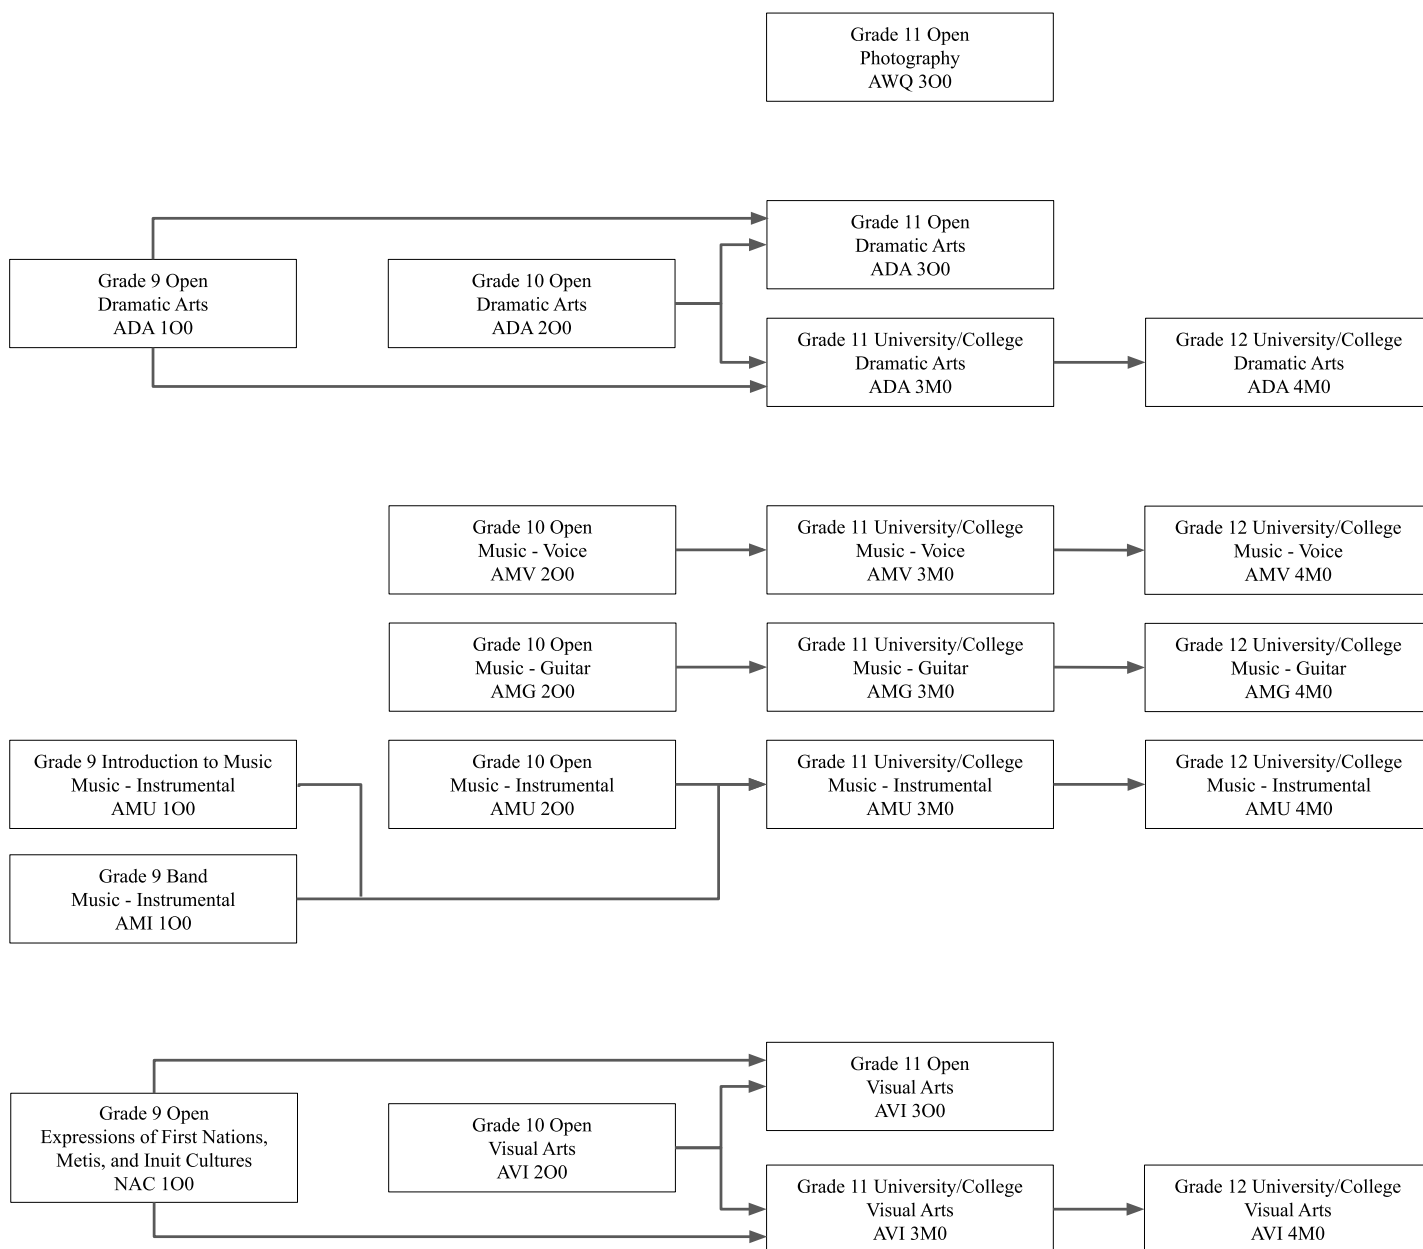 Grade 11 Open
Photography
AWQ 3O0
Grade 11 Open
Dramatic Arts
ADA 3O0
Grade 9 Open
Dramatic Arts
ADA 1O0
Grade 10 Open
Dramatic Arts
ADA 2O0
Grade 11 University/College
Dramatic Arts
ADA 3M0
Grade 12 University/College
Dramatic Arts
ADA 4M0
Grade 10 Open
Music - Voice
AMV 2O0
Grade 11 University/College
Music - Voice
AMV 3M0
Grade 12 University/College
Music - Voice
AMV 4M0
Grade 10 Open
Music - Guitar
AMG 2O0
Grade 11 University/College
Music - Guitar
AMG 3M0
Grade 12 University/College
Music - Guitar
AMG 4M0
Grade 9 Introduction to Music
Music - Instrumental
AMU 1O0
Grade 10 Open
Music - Instrumental
AMU 2O0
Grade 11 University/College
Music - Instrumental
AMU 3M0
Grade 12 University/College
Music - Instrumental
AMU 4M0
Grade 9 Band
Music - Instrumental
AMI 1O0
Grade 11 Open
Visual Arts
AVI 3O0
Grade 9 Open
Expressions of First Nations,
Metis, and Inuit Cultures
NAC 1O0
Grade 10 Open
Visual Arts
AVI 2O0
Grade 11 University/College
Visual Arts
AVI 3M0
Grade 12 University/College
Visual Arts
AVI 4M0